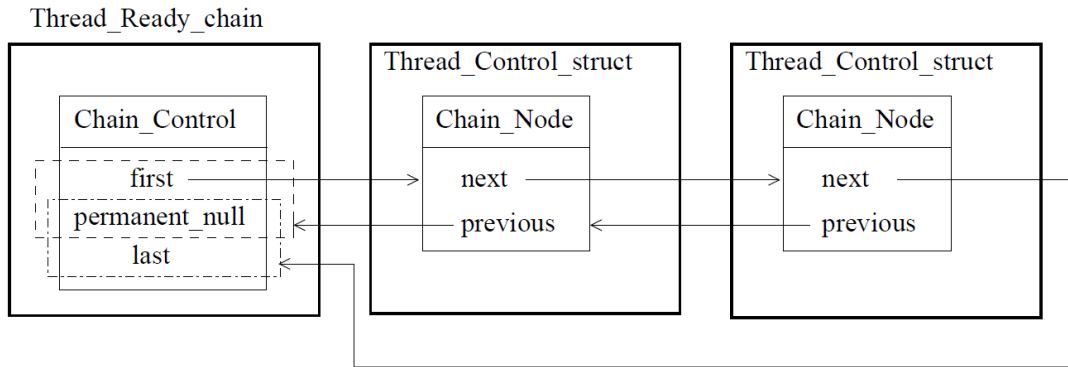 Thread_Ready_chain
Chain_Control
first
permanent_null
last
Thread_Control_struct
Chain_Node
next
previous
Thread_Control_struct
Chain_Node
next
previous